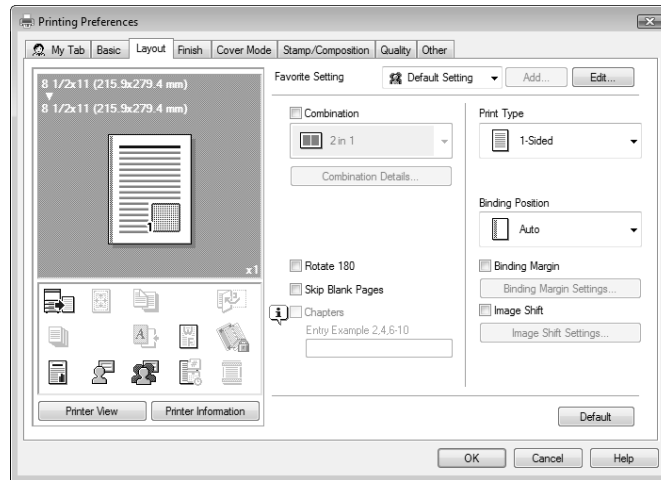 Printing Preferences
My Tab Basic Layout Finish Cover Mode Stamp/Composition Quality Other
8 1/2x11 (215.9x279.4 mm)
8 1/2x11 (215.9x279.4 mm)
1
x1
Printer View Printer Information
Favorite Setting Default Setting Add... Edit...
Combination
2 in 1
Combination Details...
Rotate 180
Skip Blank Pages
Chapters
Entry Example 2,4,6-10
Print Type
1-Sided
Binding Position
Auto
Binding Margin
Binding Margin Settings...
Image Shift
Image Shift Settings...
Default
OK Cancel Help